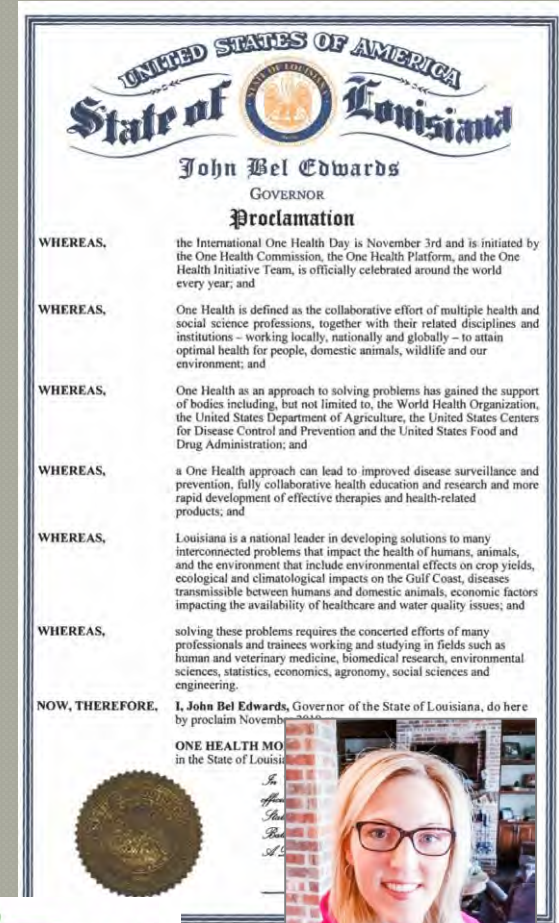 UNITED STATES OF AMERICA
State of Louisiana
STATE OF LOUISIANA
John Bel Edwards
GOVERNOR
Proclamation
WHEREAS, the International One Health Day is November 3rd and is initiated by
the One Health Commission, the One Health Platform, and the One
Health Initiative Team, is officially celebrated around the world
every year; and
WHEREAS, One Health is defined as the collaborative effort of multiple health and
social science professions, together with their related disciplines and
institutions – working locally, nationally and globally – to attain
optimal health for people, domestic animals, wildlife and our
environment; and
WHEREAS, One Health as an approach to solving problems has gained the support
of bodies including, but not limited to, the World Health Organization,
the United States Department of Agriculture, the United States Centers
for Disease Control and Prevention and the United States Food and
Drug Administration; and
WHEREAS, a One Health approach can lead to improved disease surveillance and
prevention, fully collaborative health education and research and more
rapid development of effective therapies and health-related
products; and
WHEREAS, Louisiana is a national leader in developing solutions to many
interconnected problems that impact the health of humans, animals,
and the environment that include environmental effects on crop yields,
ecological and climatological impacts on the Gulf Coast, diseases
transmissible between humans and domestic animals, economic factors
impacting the availability of healthcare and water quality issues; and
WHEREAS, solving these problems requires the concerted efforts of many
professionals and trainees working and studying in fields such as
human and veterinary medicine, biomedical research, environmental
sciences, statistics, economics, agronomy, social sciences and
engineering.
NOW, THEREFORE, I, John Bel Edwards, Governor of the State of Louisiana, do here
by proclaim
ONE HEALTH
in the State of
In